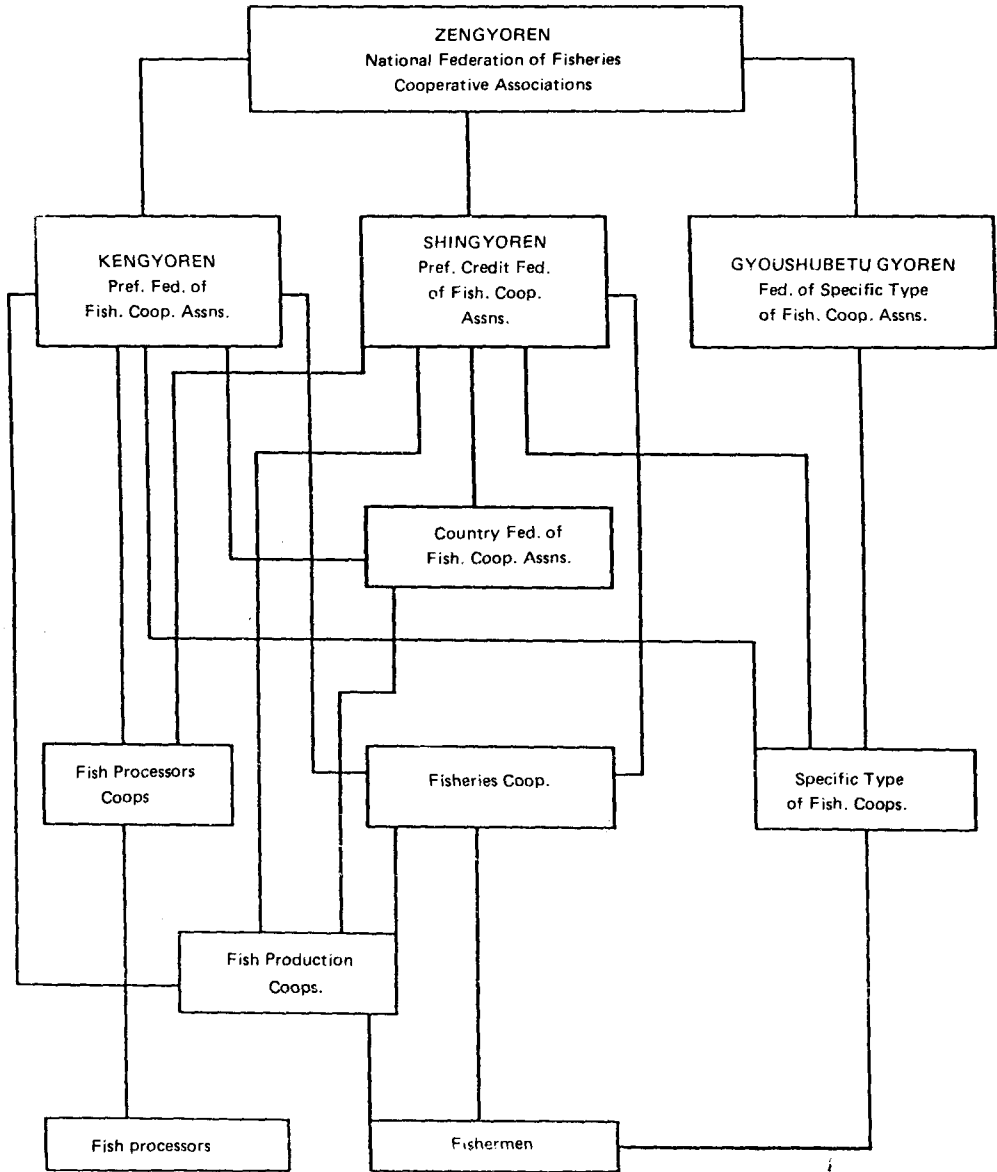 ZENGYOREN
National Federation of Fisheries
Cooperative Associations
KENGYOREN
Pref. Fed. of
Fish. Coop. Assns.
SHINGYOREN
Pref. Credit Fed.
of Fish. Coop.
Assns.
GYOUSHUBETU GYOREN
Fed. of Specific Type
of Fish. Coop. Assns.
Country Fed. of
Fish. Coop. Assns.
Fish Processors
Coops
Fisheries Coop.
Specific Type
of Fish. Coops.
Fish Production
Coops.
Fish processors
Fishermen
i